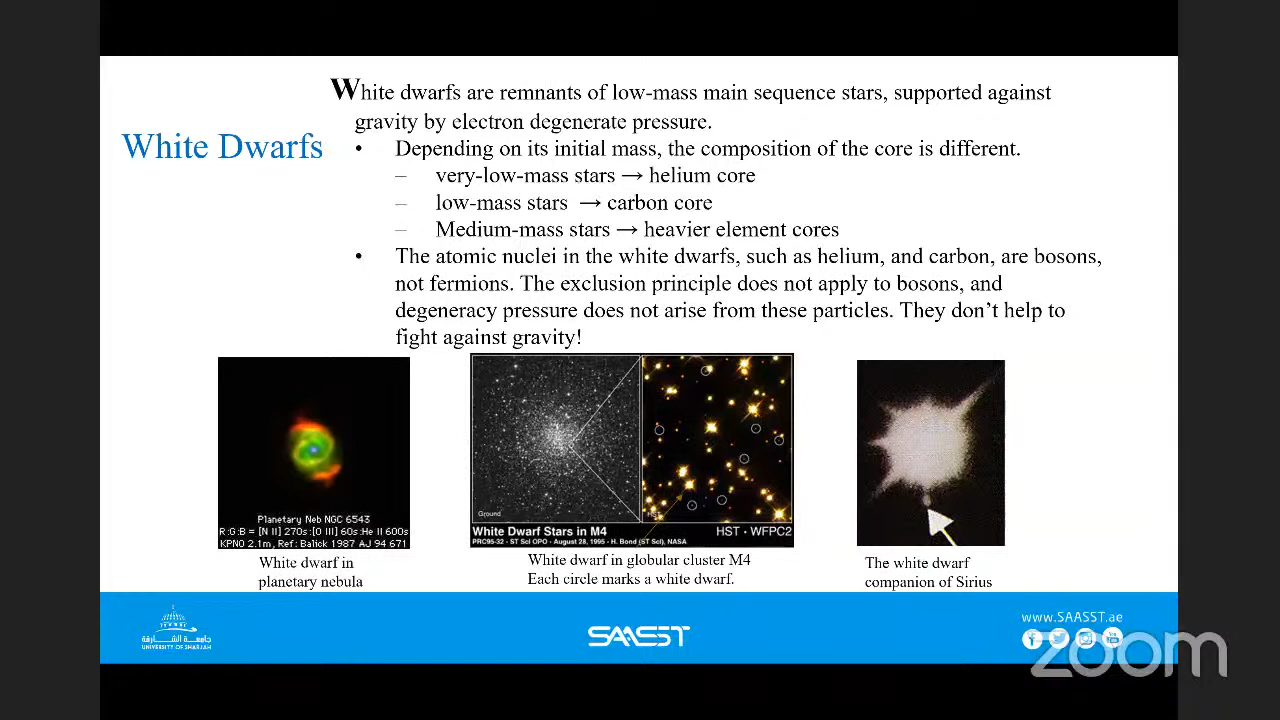 White Dwarfs
White dwarfs are remnants of low-mass main sequence stars, supported against
gravity by electron degenerate pressure.
• Depending on its initial mass, the composition of the core is different.
– very-low-mass stars → helium core
– low-mass stars → carbon core
– Medium-mass stars → heavier element cores
• The atomic nuclei in the white dwarfs, such as helium, and carbon, are bosons,
not fermions. The exclusion principle does not apply to bosons, and
degeneracy pressure does not arise from these particles. They don’t help to
fight against gravity!
Planetary Neb NGC 6543
R:G:B = [N II] 270s:[O III] 60s:He II 600s
KPNO 2.1m, Ref: Balick 1987 AJ 94 671
White dwarf in
planetary nebula
Ground
HST
White Dwarf Stars in M4
HST • WFPC2
PRC95-32 - ST ScI OPO - August 28, 1995 - H. Bond (ST ScI), NASA
White dwarf in globular cluster M4
Each circle marks a white dwarf.
The white dwarf
companion of Sirius
جامعة الشارقة
UNIVERSITY OF SHARJAH
SAASST
www.SAASST.ae
zoom